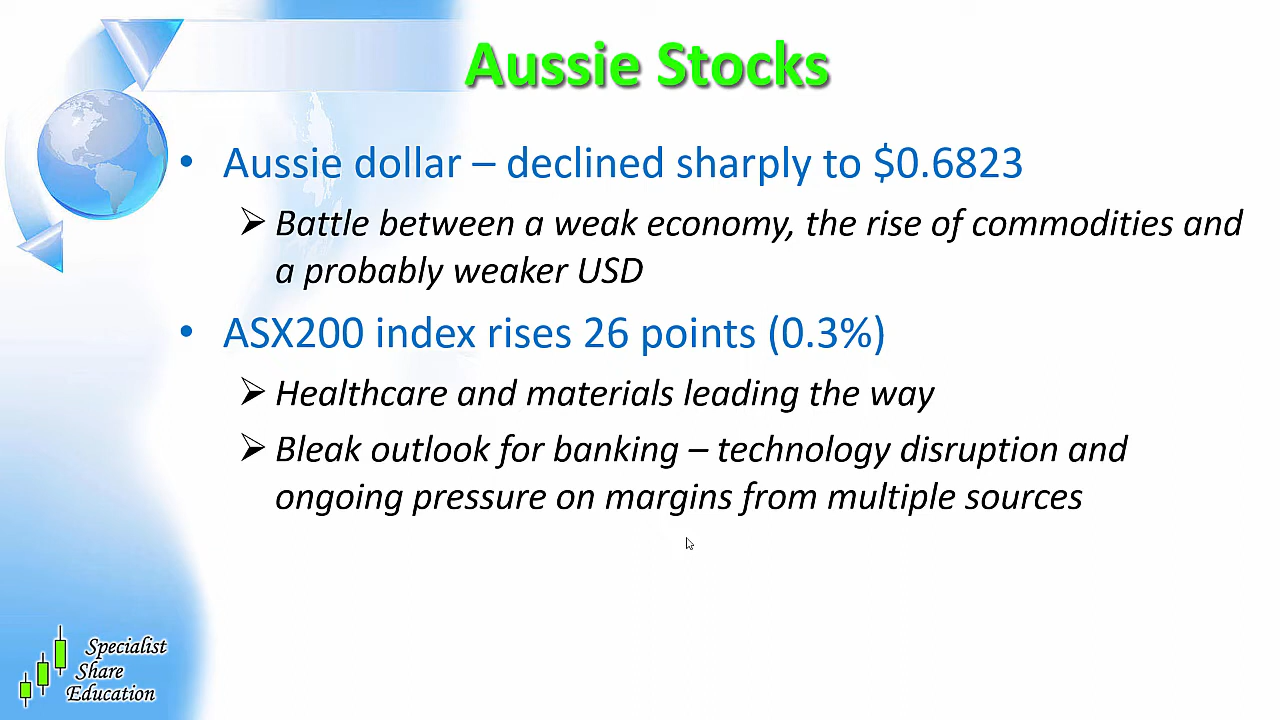 Aussie Stocks
• Aussie dollar – declined sharply to $0.6823
➢ Battle between a weak economy, the rise of commodities and
a probably weaker USD
• ASX200 index rises 26 points (0.3%)
➢ Healthcare and materials leading the way
➢ Bleak outlook for banking – technology disruption and
ongoing pressure on margins from multiple sources
Specialist
Share
Education